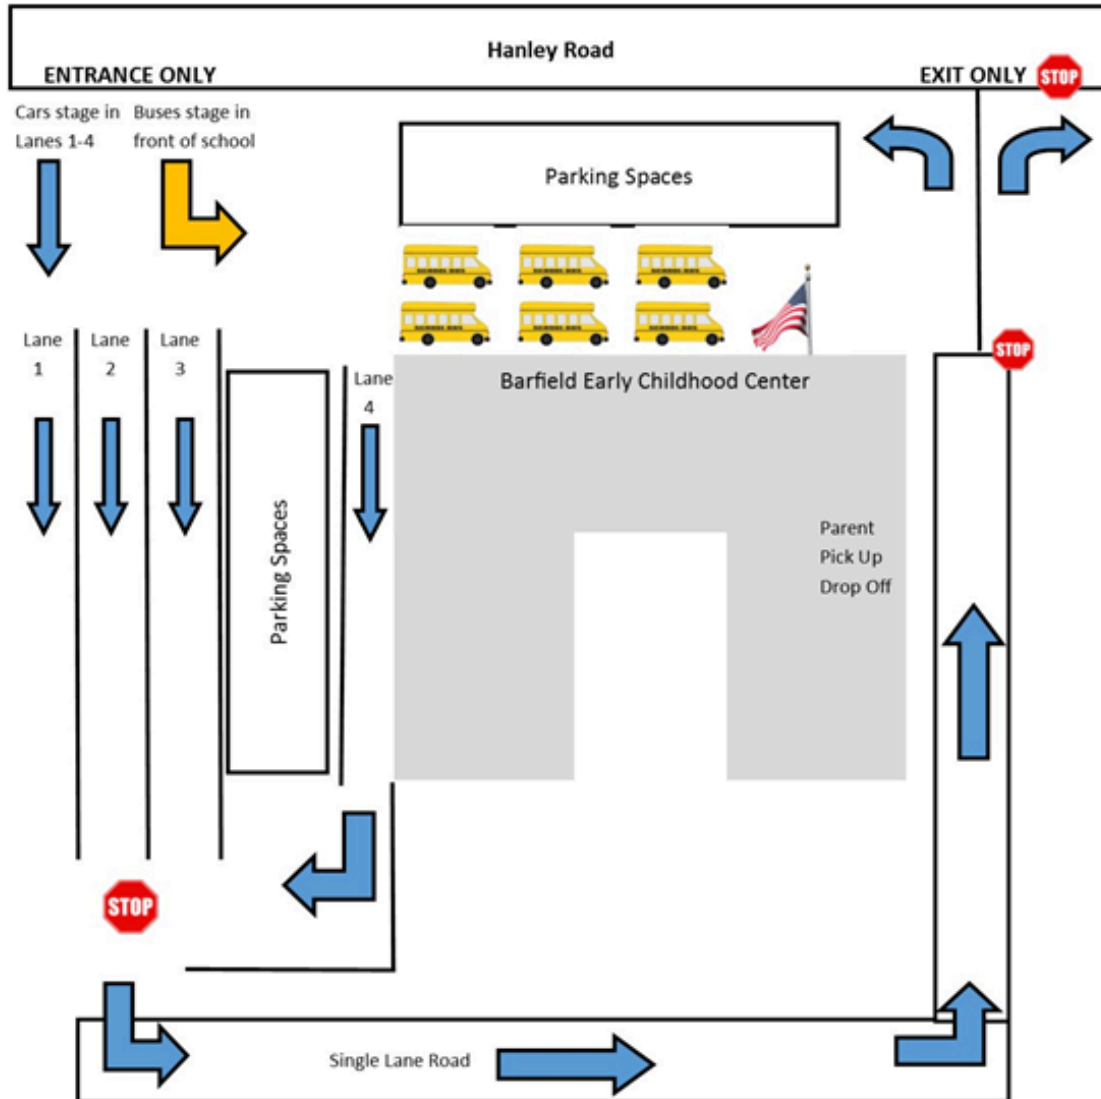 Hanley Road
ENTRANCE ONLY
EXIT ONLY
STOP
Cars stage in
Lanes 1-4
Buses stage in
front of school
Parking Spaces
Lane
1
Lane
2
Lane
3
Lane
4
STOP
Barfield Early Childhood Center
Parking Spaces
Parent
Pick Up
Drop Off
STOP
Single Lane Road